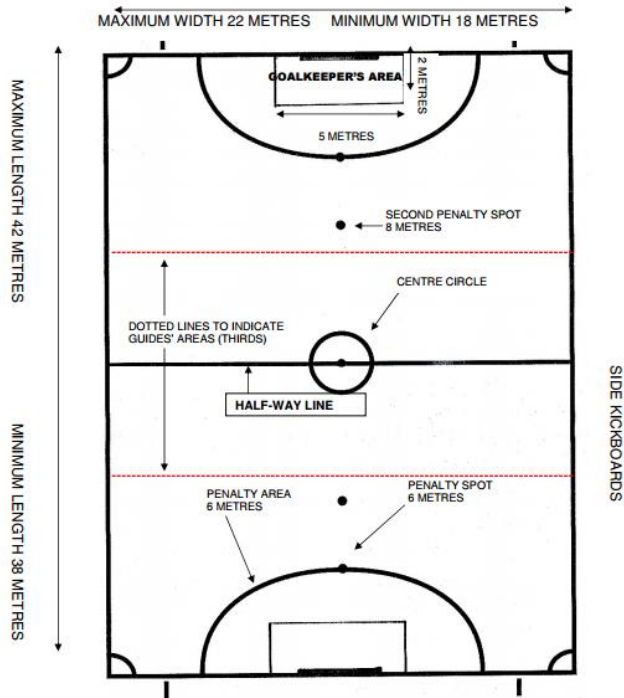 MAXIMUM WIDTH 22 METRES
MINIMUM WIDTH 18 METRES
MAXIMUM LENGTH 42 METRES
GOALKEEPER'S AREA
2 METRES
5 METRES
SECOND PENALTY SPOT
8 METRES
CENTRE CIRCLE
DOTTED LINES TO INDICATE
GUIDES' AREAS (THIRDS)
HALF-WAY LINE
SIDE KICKBOARDS
MINIMUM LENGTH 38 METRES
PENALTY AREA
6 METRES
PENALTY SPOT
6 METRES